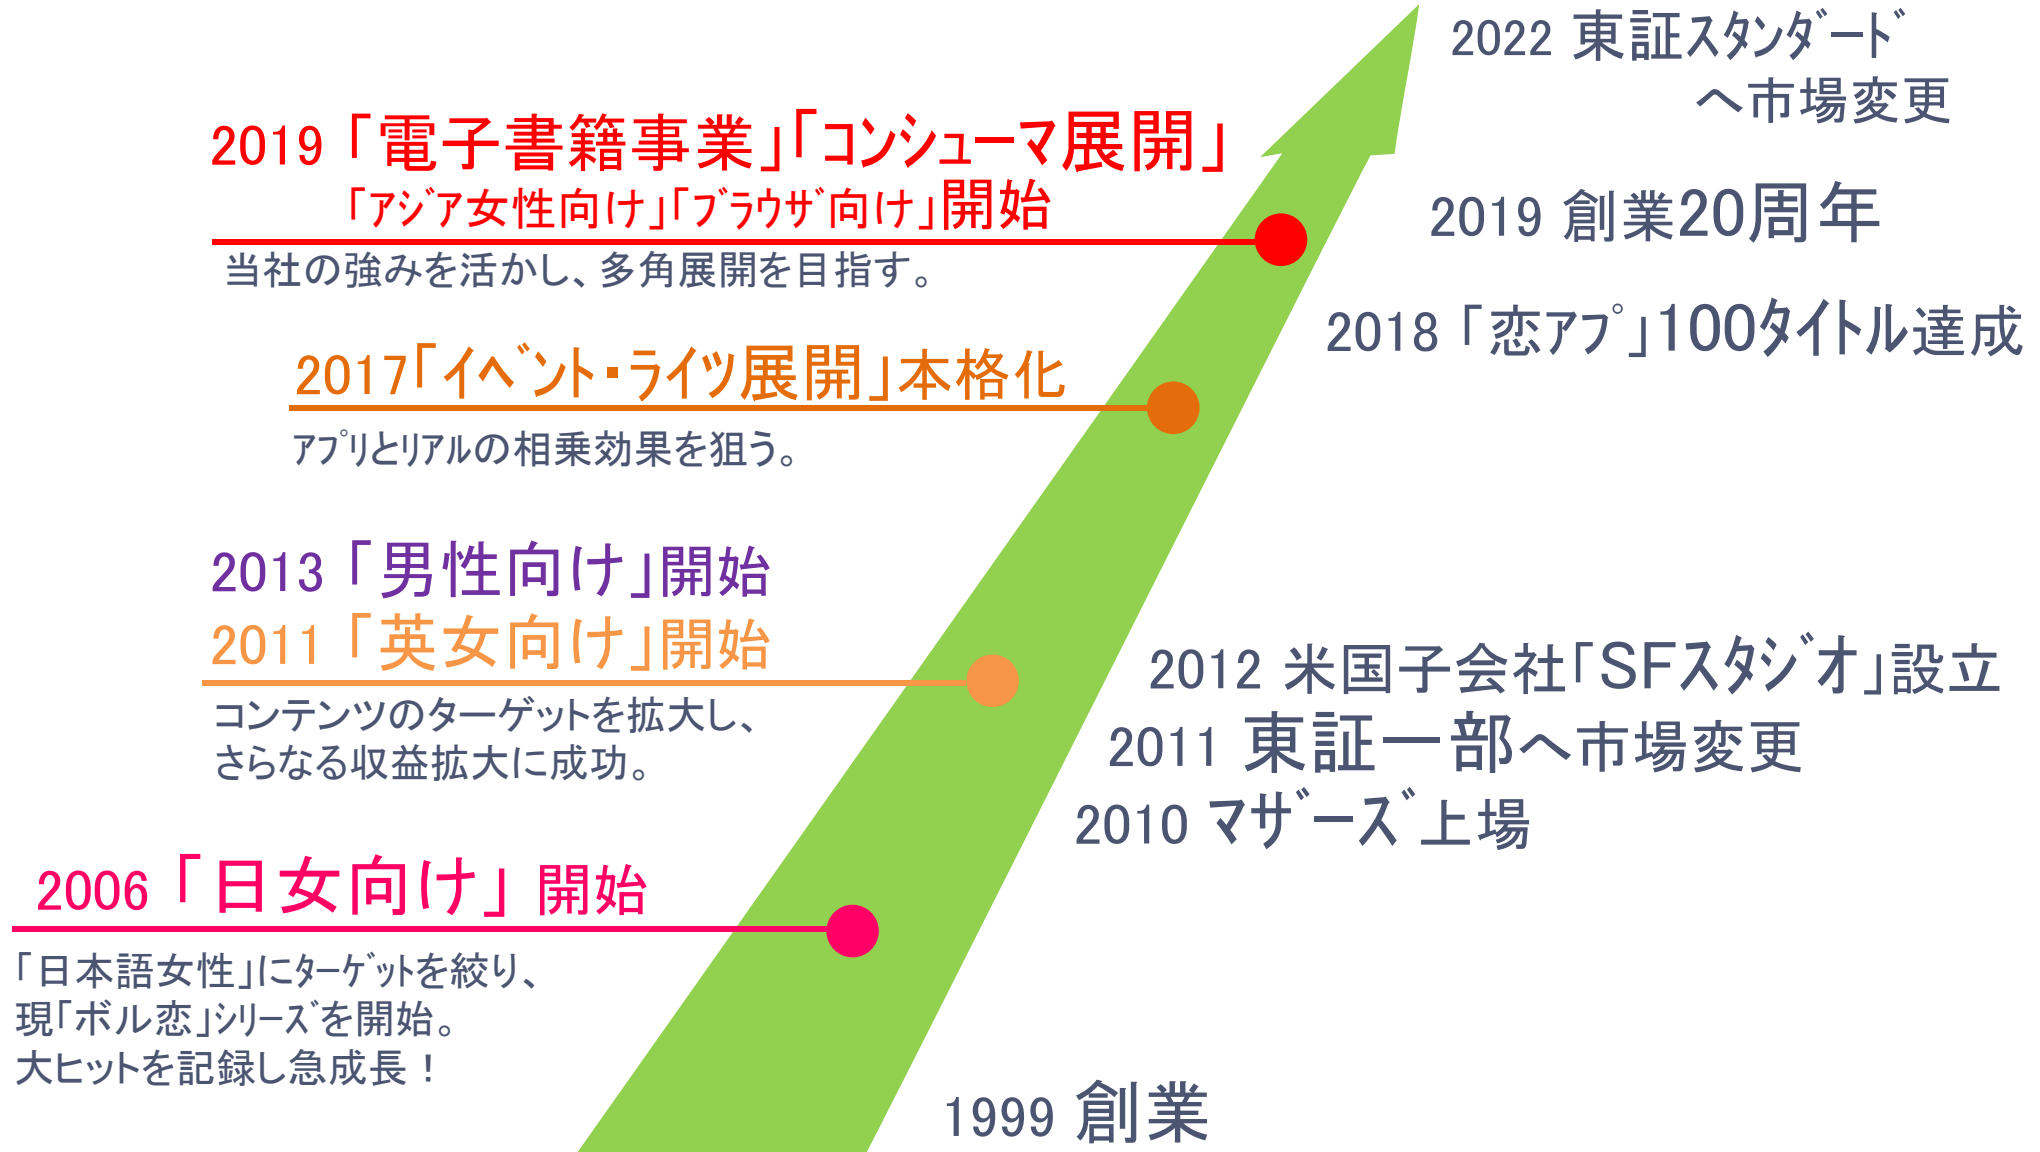 2022 東証スタンダード
へ市場変更
2019「電子書籍事業」「コンシューマ展開」
「アジア女性向け」「ブラウザ向け」開始
当社の強みを活かし、多角展開を目指す。
2019 創業20周年
2018「恋アプ」100タイトル達成
2017「イベント・ライツ展開」本格化
アプリとリアルの相乗効果を狙う。
2013「男性向け」開始
2011「英女向け」開始
コンテンツのターゲットを拡大し、
さらなる収益拡大に成功。
2012 米国子会社「SFスタジオ」設立
2011 東証一部へ市場変更
2010 マザーズ上場
2006「日女向け」開始
「日本語女性」にターゲットを絞り、
現「ボル恋」シリーズを開始。
大ヒットを記録し急成長！
1999 創業